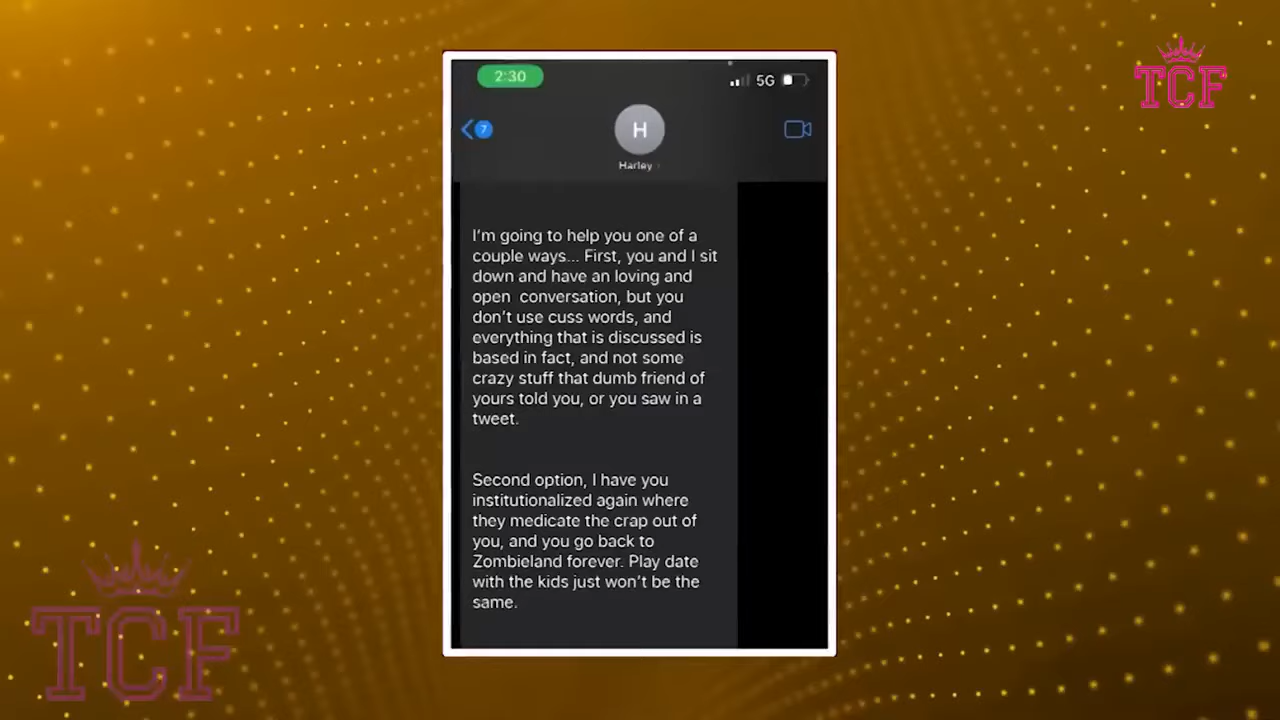 TCF
2:30
5G
7
H
Harley
I'm going to help you one of a
couple ways... First, you and I sit
down and have an loving and
open conversation, but you
don't use cuss words, and
everything that is discussed is
based in fact, and not some
crazy stuff that dumb friend of
yours told you, or you saw in a
tweet.
Second option, I have you
institutionalized again where
they medicate the crap out of
you, and you go back to
Zombieland forever. Play date
with the kids just won't be the
same.
TCF